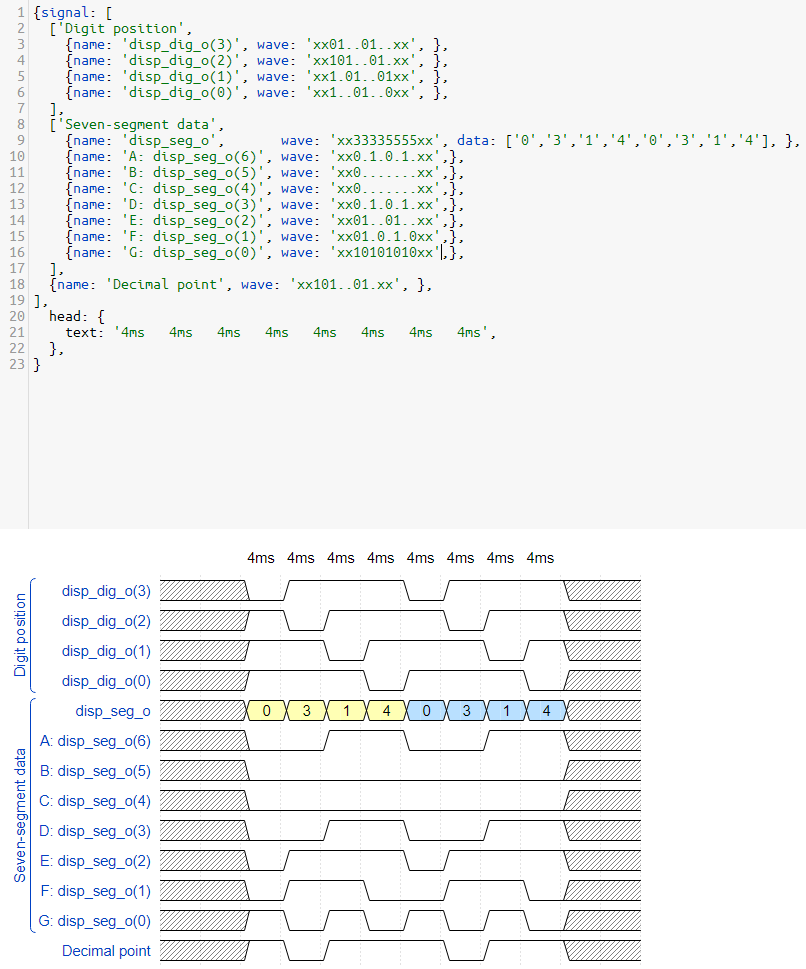 1 {signal: [
2   ['Digit position',
3     {name: 'disp_dig_o(3)', wave: 'xx01..01..xx', },
4     {name: 'disp_dig_o(2)', wave: 'xx101..01.xx', },
5     {name: 'disp_dig_o(1)', wave: 'xx1.01..01xx', },
6     {name: 'disp_dig_o(0)', wave: 'xx1..01..0xx', },
7   ],
8   ['Seven-segment data',
9     {name: 'disp_seg_o',       wave: 'xx33335555xx', data: ['0','3','1','4','0','3','1','4'], },
10     {name: 'A: disp_seg_o(6)', wave: 'xx0.1.0.1.xx',},
11     {name: 'B: disp_seg_o(5)', wave: 'xx0.......xx',},
12     {name: 'C: disp_seg_o(4)', wave: 'xx0.......xx',},
13     {name: 'D: disp_seg_o(3)', wave: 'xx0.1.0.1.xx',},
14     {name: 'E: disp_seg_o(2)', wave: 'xx01..01..xx',},
15     {name: 'F: disp_seg_o(1)', wave: 'xx01.0.1.0xx',},
16     {name: 'G: disp_seg_o(0)', wave: 'xx10101010xx',},
17   ],
18   {name: 'Decimal point', wave: 'xx101..01.xx', },
19 ],
20   head: {
21     text: '4ms   4ms   4ms   4ms   4ms   4ms   4ms   4ms',
22   },
23 }
4ms 4ms 4ms 4ms 4ms 4ms 4ms 4ms
Digit position
disp_dig_o(3)
disp_dig_o(2)
disp_dig_o(1)
disp_dig_o(0)
Seven-segment data
disp_seg_o 0 3 1 4 0 3 1 4
A: disp_seg_o(6)
B: disp_seg_o(5)
C: disp_seg_o(4)
D: disp_seg_o(3)
E: disp_seg_o(2)
F: disp_seg_o(1)
G: disp_seg_o(0)
Decimal point